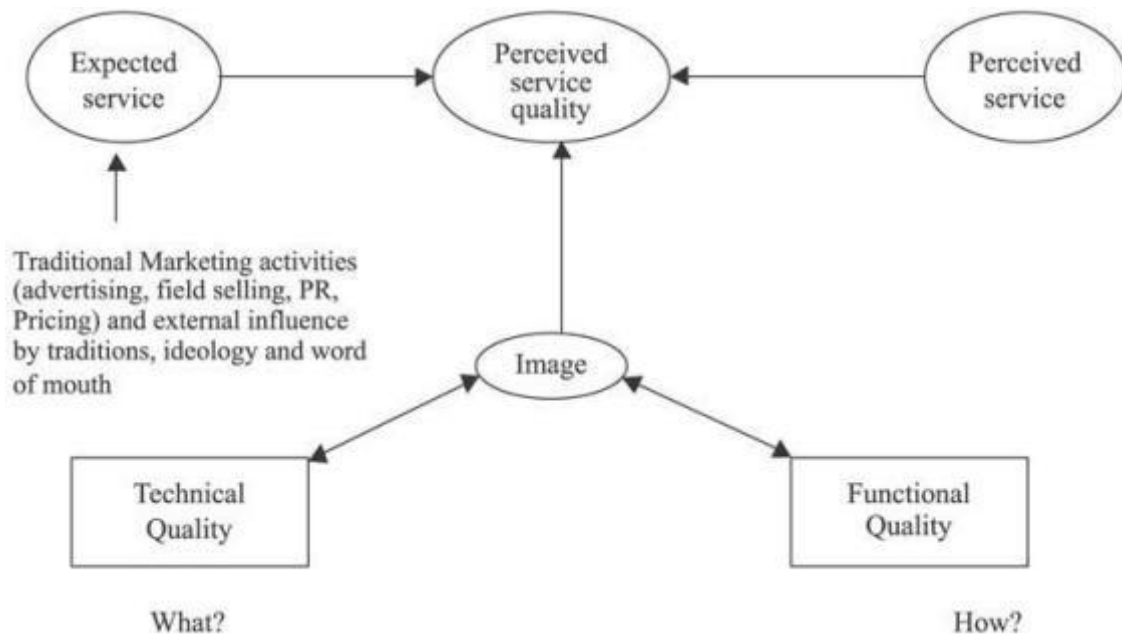 Expected
service
Perceived
service
quality
Perceived
service
Traditional Marketing activities
(advertising, field selling, PR,
Pricing) and external influence
by traditions, ideology and word
of mouth
Image
Technical
Quality
Functional
Quality
What?
How?